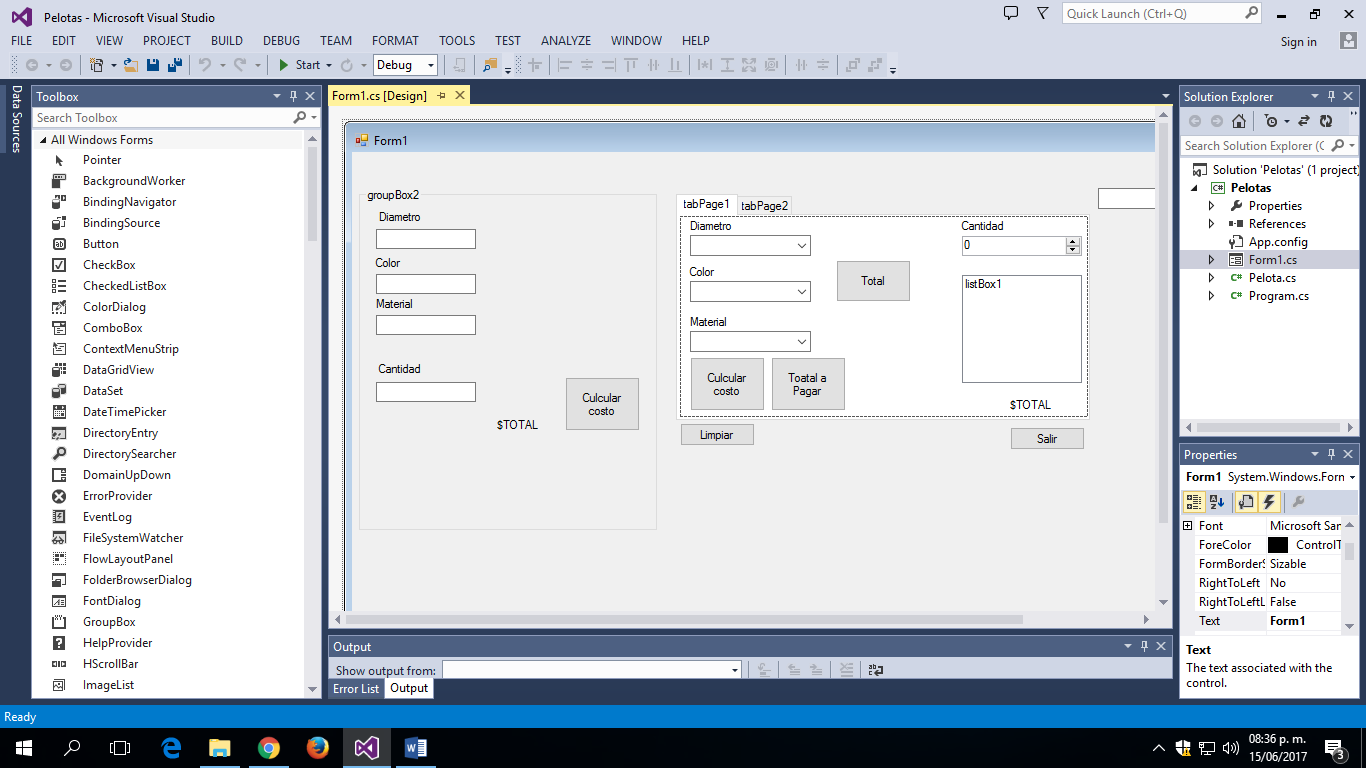 Pelotas - Microsoft Visual Studio
Quick Launch (Ctrl+Q)
FILE EDIT VIEW PROJECT BUILD DEBUG TEAM FORMAT TOOLS TEST ANALYZE WINDOW HELP
Sign in
Start
Debug
Data Sources
Toolbox
Search Toolbox
All Windows Forms
Pointer
BackgroundWorker
BindingNavigator
BindingSource
Button
CheckBox
CheckedListBox
ColorDialog
ComboBox
ContextMenuStrip
DataGridView
DataSet
DateTimePicker
DirectoryEntry
DirectorySearcher
DomainUpDown
ErrorProvider
EventLog
FileSystemWatcher
FlowLayoutPanel
FolderBrowserDialog
FontDialog
GroupBox
HelpProvider
HScrollBar
ImageList
Form1.cs [Design]
Form1
groupBox2
Diametro
Color
Material
Cantidad
$TOTAL
Culcular
costo
tabPage1
tabPage2
Diametro
Color
Material
Total
Cantidad
0
listBox1
Culcular
costo
Toatal a
Pagar
$TOTAL
Limpiar
Salir
Output
Show output from:
Error List
Output
Solution Explorer
Search Solution Explorer (C
Solution 'Pelotas' (1 project)
Pelotas
Properties
References
App.config
Form1.cs
Pelota.cs
Program.cs
Properties
Form1 System.Windows.Forn
Font Microsoft San
ForeColor ControlT
FormBorderS Sizable
RightToLeft No
RightToLeftL False
Text Form1
Text
The text associated with the
control.
Ready
08:36 p. m.
15/06/2017
3